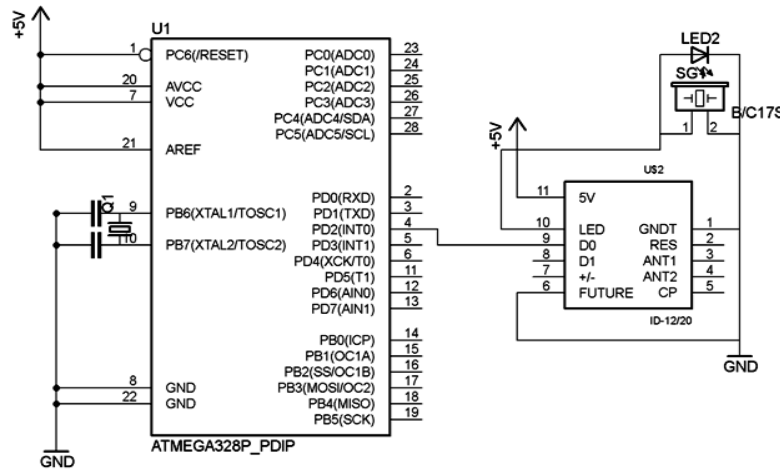 +5V
U1
1 PC6(/RESET) PC0(ADC0) 23
PC1(ADC1) 24
20 AVCC PC2(ADC2) 25
7 VCC PC3(ADC3) 26
PC4(ADC4/SDA) 27
21 AREF PC5(ADC5/SCL) 28
Q1
9 PB6(XTAL1/TOSC1) PD0(RXD) 2
PD1(TXD) 3
PD2(INT0) 4
10 PB7(XTAL2/TOSC2) PD3(INT1) 5
PD4(XCK/T0) 6
PD5(T1) 11
PD6(AIN0) 12
PD7(AIN1) 13
PB0(ICP) 14
PB1(OC1A) 15
PB2(SS/OC1B) 16
8 GND PB3(MOSI/OC2) 17
22 GND PB4(MISO) 18
PB5(SCK) 19
ATMEGA328P_PDIP
GND
LED2
1 2
+5V
U$2
11 5V
10 LED GNDT 1
9 D0 RES 2
8 D1 ANT1 3
7 +/- ANT2 4
6 FUTURE CP 5
ID-12/20
GND